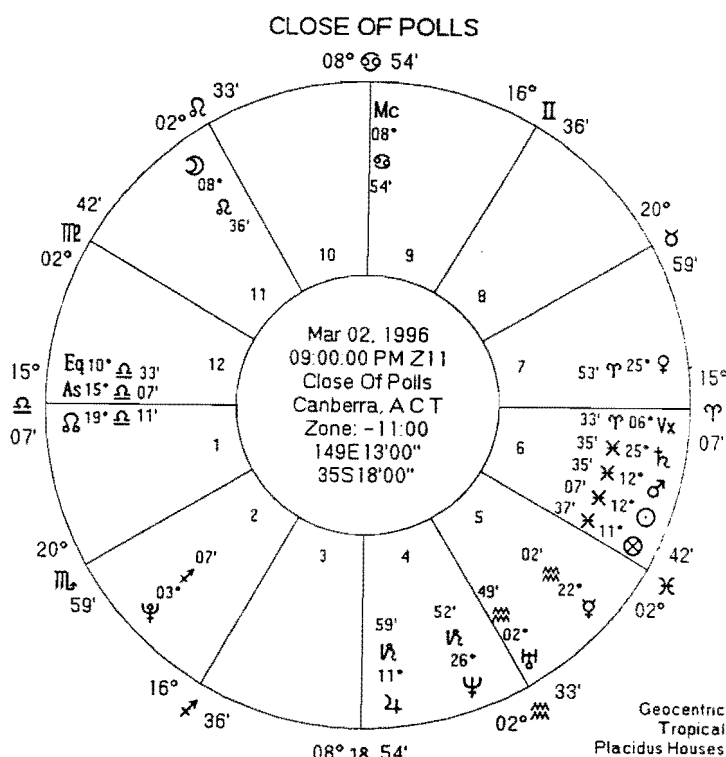 CLOSE OF POLLS
08° ♋ 54'
02° ♌ 33'
16° ♊ 36'
Mc
08°
♋
54'
☽ 08° ♌ 36'
42'
♍
02°
20°
♉
59'
10
9
11
8
12
7
Eq 10° ♎ 33'
As 15° ♎ 07'
☊ 19° ♎ 11'
15°
♎
07'
Mar 02, 1996
09:00:00 PM Z11
Close Of Polls
Canberra, A C T
Zone: -11:00
149E13'00"
35S18'00"
53' ♈ 25° ♀
15°
♈
07'
33' ♈ 06° Vx
35' ♓ 25° ♄
35' ♓ 12° ♂
07' ♓ 12° ☉
37' ♓ 11° ⊗
1
6
2
5
3
4
20°
♏
59'
♇ 03° ♐ 07'
02' ♒ 22° ☿
42'
♓
02°
59'
♑
11°
♃
52'
♑
26°
♆
49'
♒
02°
♅
16° ♐ 36'
02° ♒ 33'
08° ♑ 54'
Geocentric
Tropical
Placidus Houses